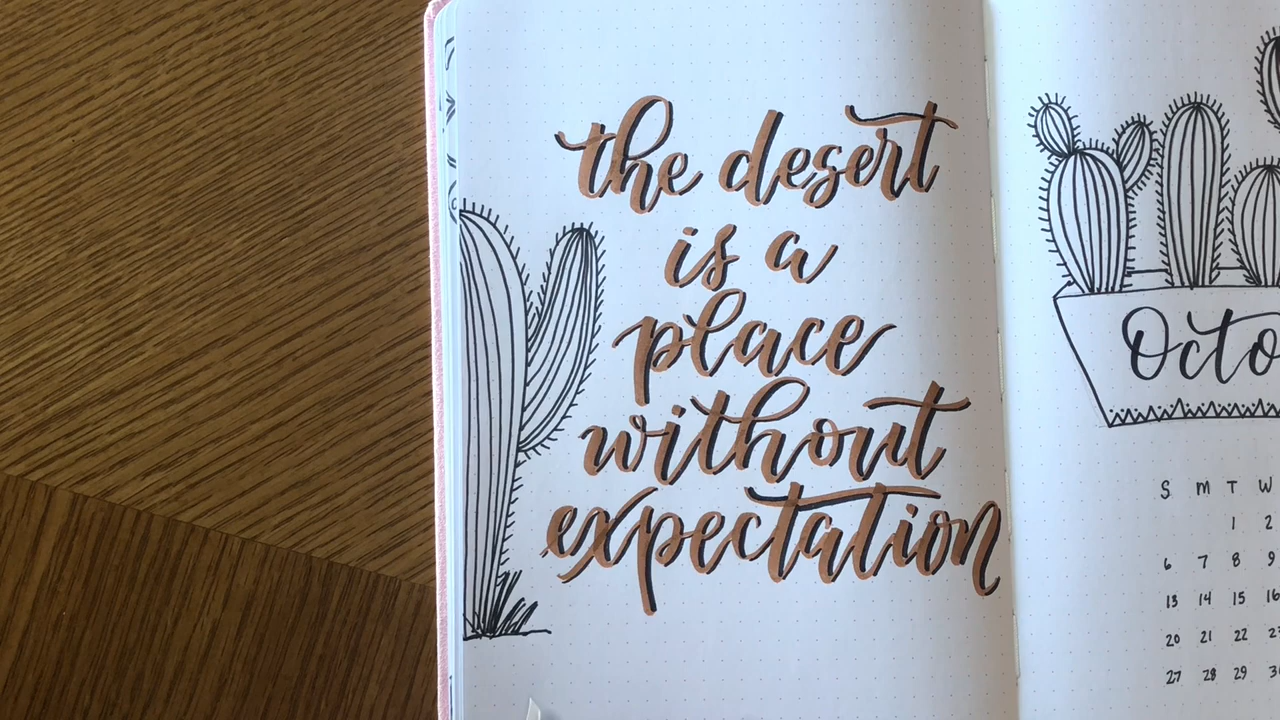 the desert
is a
place
without
expectation
Octo
S M T W
1 2
6 7 8 9
13 14 15 16
20 21 22
27 28 29